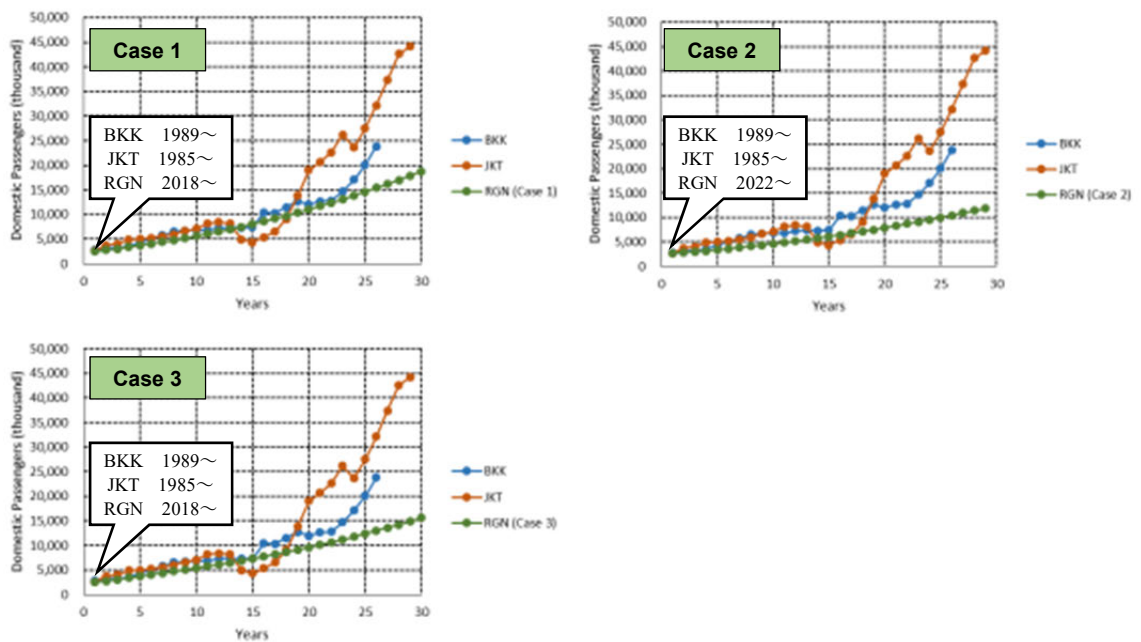 Case 1
Domestic Passengers (thousand)
50,000
45,000
40,000
35,000
30,000
25,000
20,000
15,000
10,000
5,000
0
BKK 1989～
JKT 1985～
RGN 2018～
0 5 10 15 20 25 30
Years
BKK
JKT
RGN (Case 1)
Case 2
Domestic Passengers (thousand)
50,000
45,000
40,000
35,000
30,000
25,000
20,000
15,000
10,000
5,000
0
BKK 1989～
JKT 1985～
RGN 2022～
0 5 10 15 20 25 30
Years
BKK
JKT
RGN (Case 2)
Case 3
Domestic Passengers (thousand)
50,000
45,000
40,000
35,000
30,000
25,000
20,000
15,000
10,000
5,000
0
BKK 1989～
JKT 1985～
RGN 2018～
0 5 10 15 20 25 30
Years
BKK
JKT
RGN (Case 3)